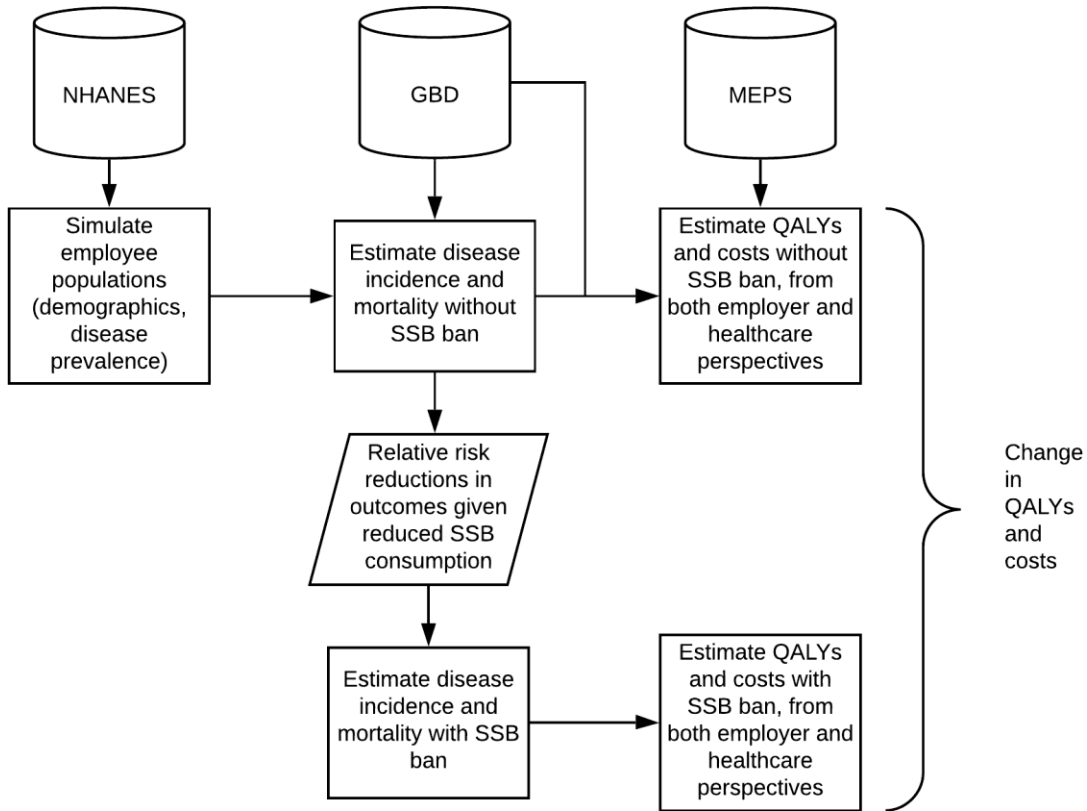 NHANES
GBD
MEPS
Simulate
employee
populations
(demographics,
disease
prevalence)
Estimate disease
incidence and
mortality without
SSB ban
Estimate QALYs
and costs without
SSB ban, from
both employer and
healthcare
perspectives
Relative risk
reductions in
outcomes given
reduced SSB
consumption
Change
in
QALYs
and
costs
Estimate disease
incidence and
mortality with SSB
ban
Estimate QALYs
and costs with
SSB ban, from
both employer and
healthcare
perspectives